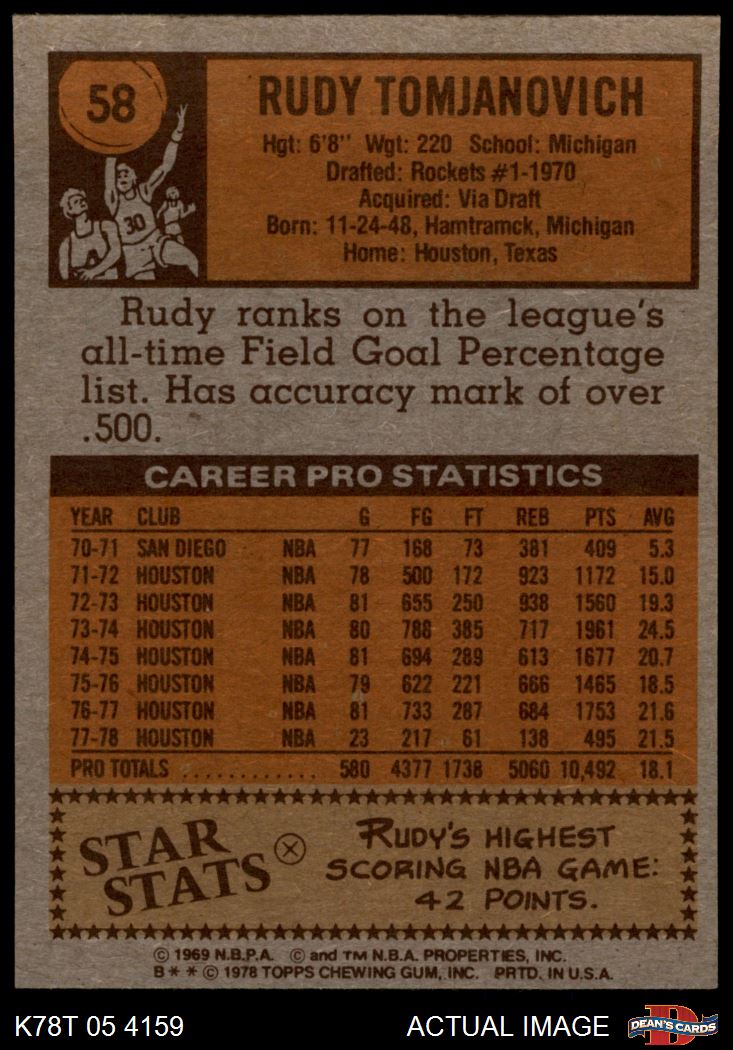 58
RUDY TOMJANOVICH
Hgt: 6'8" Wgt: 220 School: Michigan
Drafted: Rockets #1-1970
Acquired: Via Draft
Born: 11-24-48, Hamtramck, Michigan
Home: Houston, Texas
30
Rudy ranks on the league's
all-time Field Goal Percentage
list. Has accuracy mark of over
.500.
CAREER PRO STATISTICS
YEAR CLUB G FG FT REB PTS AVG
70-71 SAN DIEGO NBA 77 168 73 381 409 5.3
71-72 HOUSTON NBA 78 500 172 923 1172 15.0
72-73 HOUSTON NBA 81 655 250 938 1560 19.3
73-74 HOUSTON NBA 80 788 385 717 1961 24.5
74-75 HOUSTON NBA 81 694 289 613 1677 20.7
75-76 HOUSTON NBA 79 622 221 666 1465 18.5
76-77 HOUSTON NBA 81 733 287 684 1753 21.6
77-78 HOUSTON NBA 23 217 61 138 495 21.5
PRO TOTALS ............ 580 4377 1738 5060 10,492 18.1
STAR
STATS
RUDY'S HIGHEST
SCORING NBA GAME:
42 POINTS.
© 1969 N.B.P.A. © and TM N.B.A. PROPERTIES, INC.
B * * © 1978 TOPPS CHEWING GUM, INC. PRTD. IN U.S.A.
K78T 05 4159
ACTUAL IMAGE
D
DEAN'S CARDS